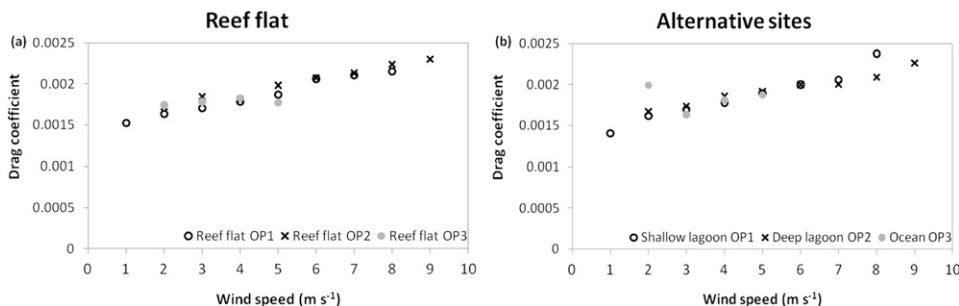 Reef flat
(a)
0.0025
0.002
0.0015
0.001
0.0005
0
Drag coefficient
Reef flat OP1 Reef flat OP2 Reef flat OP3
0 1 2 3 4 5 6 7 8 9 10
Wind speed (m s-1)
Alternative sites
(b)
0.0025
0.002
0.0015
0.001
0.0005
0
Drag coefficient
Shallow lagoon OP1 Deep lagoon OP2 Ocean OP3
0 1 2 3 4 5 6 7 8 9 10
Wind speed (m s-1)